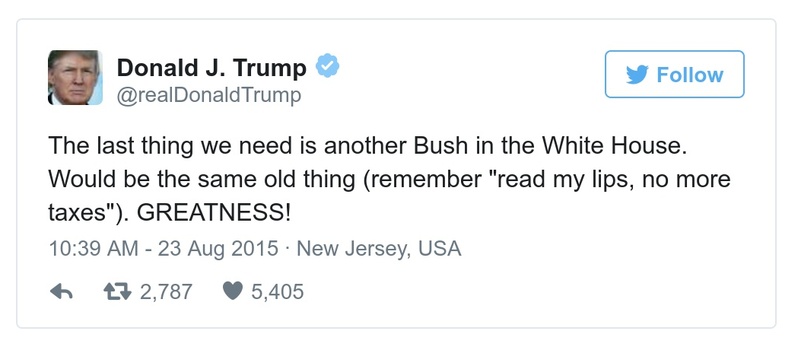 Donald J. Trump
@realDonaldTrump
Follow
The last thing we need is another Bush in the White House.
Would be the same old thing (remember "read my lips, no more
taxes"). GREATNESS!
10:39 AM - 23 Aug 2015 · New Jersey, USA
2,787 5,405